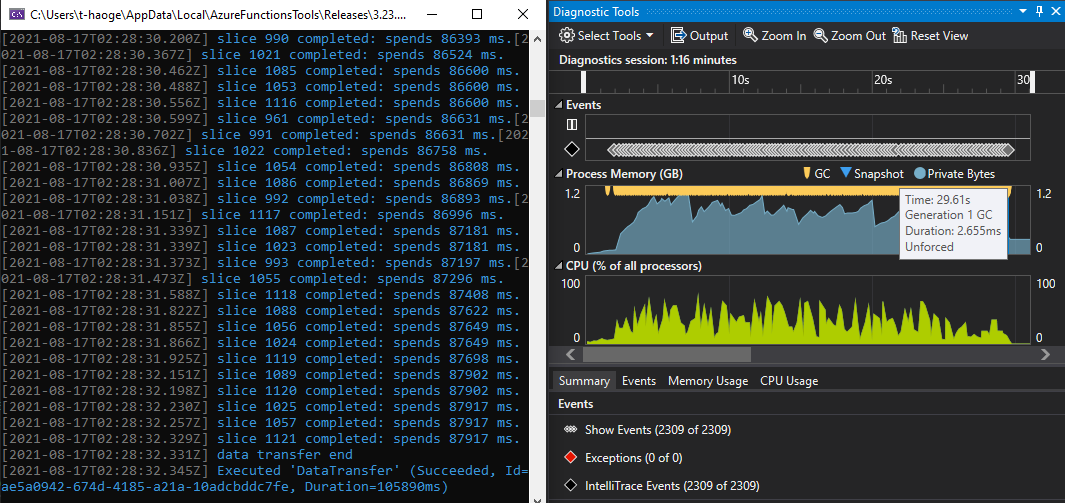 C:\Users\t-haoge\AppData\Local\AzureFunctionsTools\Releases\3.23....
[2021-08-17T02:28:30.200Z] slice 990 completed: spends 86393 ms.[2
021-08-17T02:28:30.367Z] slice 1021 completed: spends 86524 ms.
[2021-08-17T02:28:30.462Z] slice 1085 completed: spends 86600 ms.
[2021-08-17T02:28:30.488Z] slice 1053 completed: spends 86600 ms.
[2021-08-17T02:28:30.556Z] slice 1116 completed: spends 86600 ms.
[2021-08-17T02:28:30.599Z] slice 961 completed: spends 86631 ms.[2
021-08-17T02:28:30.702Z] slice 991 completed: spends 86631 ms.[202
1-08-17T02:28:30.836Z] slice 1022 completed: spends 86758 ms.
[2021-08-17T02:28:30.935Z] slice 1054 completed: spends 86808 ms.
[2021-08-17T02:28:31.007Z] slice 1086 completed: spends 86869 ms.
[2021-08-17T02:28:31.038Z] slice 992 completed: spends 86893 ms.[2
021-08-17T02:28:31.151Z] slice 1117 completed: spends 86996 ms.
[2021-08-17T02:28:31.339Z] slice 1087 completed: spends 87181 ms.
[2021-08-17T02:28:31.339Z] slice 1023 completed: spends 87181 ms.
[2021-08-17T02:28:31.373Z] slice 993 completed: spends 87197 ms.[2
021-08-17T02:28:31.473Z] slice 1055 completed: spends 87296 ms.
[2021-08-17T02:28:31.588Z] slice 1118 completed: spends 87408 ms.
[2021-08-17T02:28:31.822Z] slice 1088 completed: spends 87622 ms.
[2021-08-17T02:28:31.855Z] slice 1056 completed: spends 87649 ms.
[2021-08-17T02:28:31.866Z] slice 1024 completed: spends 87649 ms.
[2021-08-17T02:28:31.925Z] slice 1119 completed: spends 87698 ms.
[2021-08-17T02:28:32.151Z] slice 1089 completed: spends 87902 ms.
[2021-08-17T02:28:32.198Z] slice 1120 completed: spends 87902 ms.
[2021-08-17T02:28:32.230Z] slice 1025 completed: spends 87917 ms.
[2021-08-17T02:28:32.257Z] slice 1057 completed: spends 87917 ms.
[2021-08-17T02:28:32.329Z] slice 1121 completed: spends 87917 ms.
[2021-08-17T02:28:32.331Z] data transfer end
[2021-08-17T02:28:32.345Z] Executed 'DataTransfer' (Succeeded, Id=
ae5a0942-674d-4185-a21a-10adcbddc7fe, Duration=105890ms)
Diagnostic Tools
Select Tools Output Zoom In Zoom Out Reset View
Diagnostics session: 1:16 minutes
10s 20s 30
Events
Process Memory (GB) GC Snapshot Private Bytes
1.2 1.2
0 0
Time: 29.61s
Generation 1 GC
Duration: 2.655ms
Unforced
CPU (% of all processors)
100 100
0 0
Summary Events Memory Usage CPU Usage
Events
Show Events (2309 of 2309)
Exceptions (0 of 0)
IntelliTrace Events (2309 of 2309)